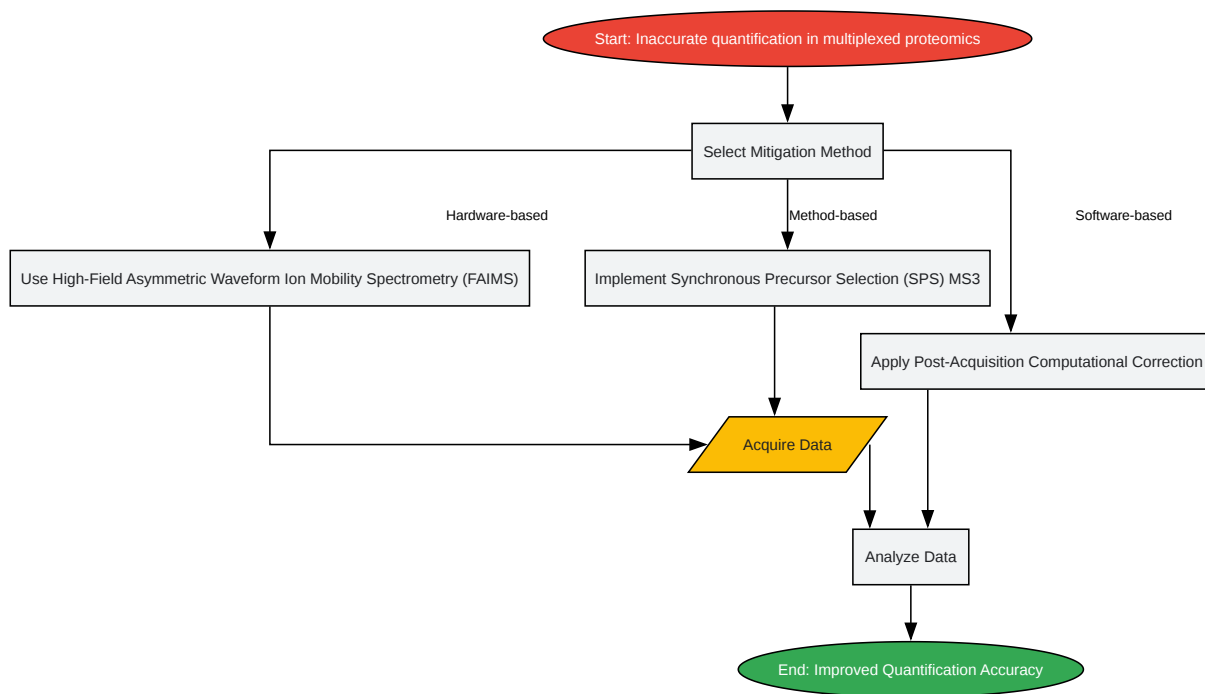 Start: Inaccurate quantification in multiplexed proteomics
Select Mitigation Method
Hardware-based
Method-based
Software-based
Use High-Field Asymmetric Waveform Ion Mobility Spectrometry (FAIMS)
Implement Synchronous Precursor Selection (SPS) MS3
Apply Post-Acquisition Computational Correction
Acquire Data
Analyze Data
End: Improved Quantification Accuracy